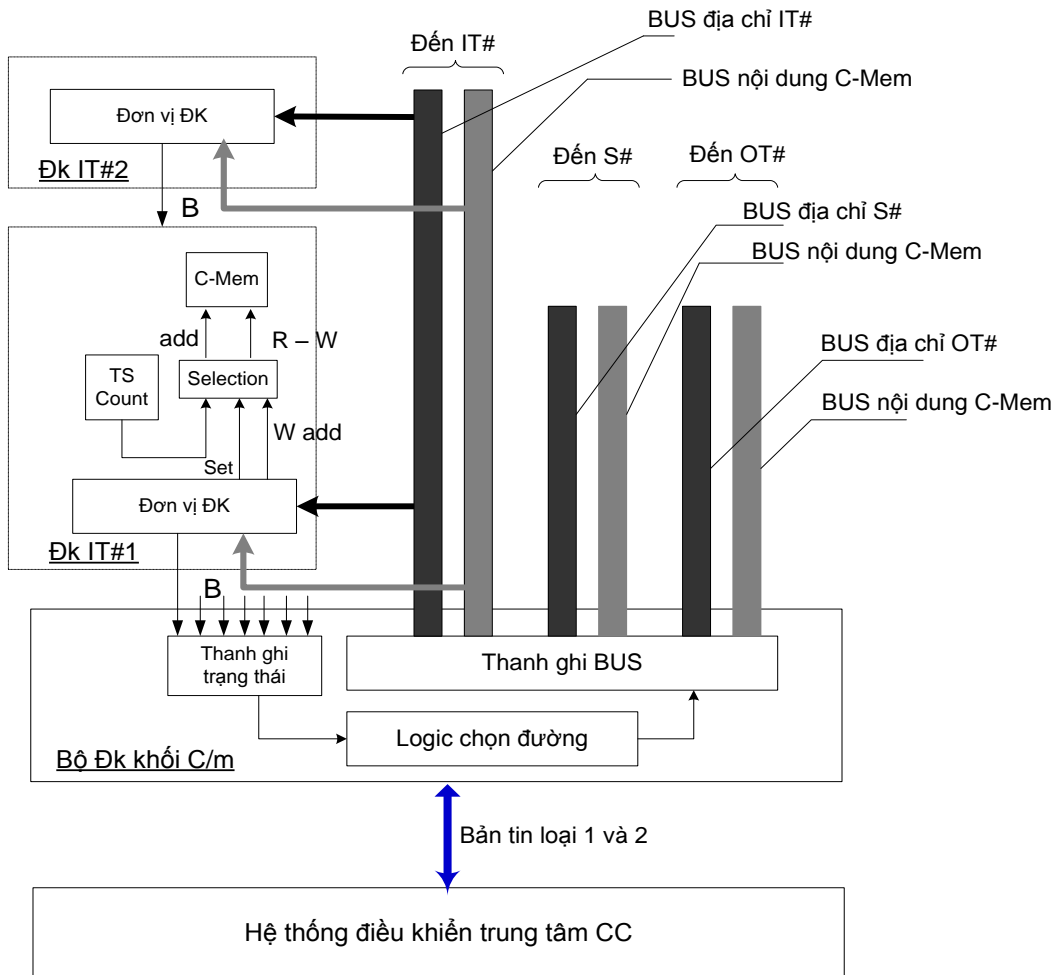 BUS địa chỉ IT#
Đến IT#
BUS nội dung C-Mem
Đơn vị ĐK
Đk IT#2
B
Đến S#
Đến OT#
BUS địa chỉ S#
BUS nội dung C-Mem
C-Mem
add
R – W
TS
Count
Selection
BUS địa chỉ OT#
BUS nội dung C-Mem
W add
Set
Đơn vị ĐK
Đk IT#1
B
Thanh ghi
trạng thái
Thanh ghi BUS
Logic chọn đường
Bộ Đk khối C/m
Bản tin loại 1 và 2
Hệ thống điều khiển trung tâm CC